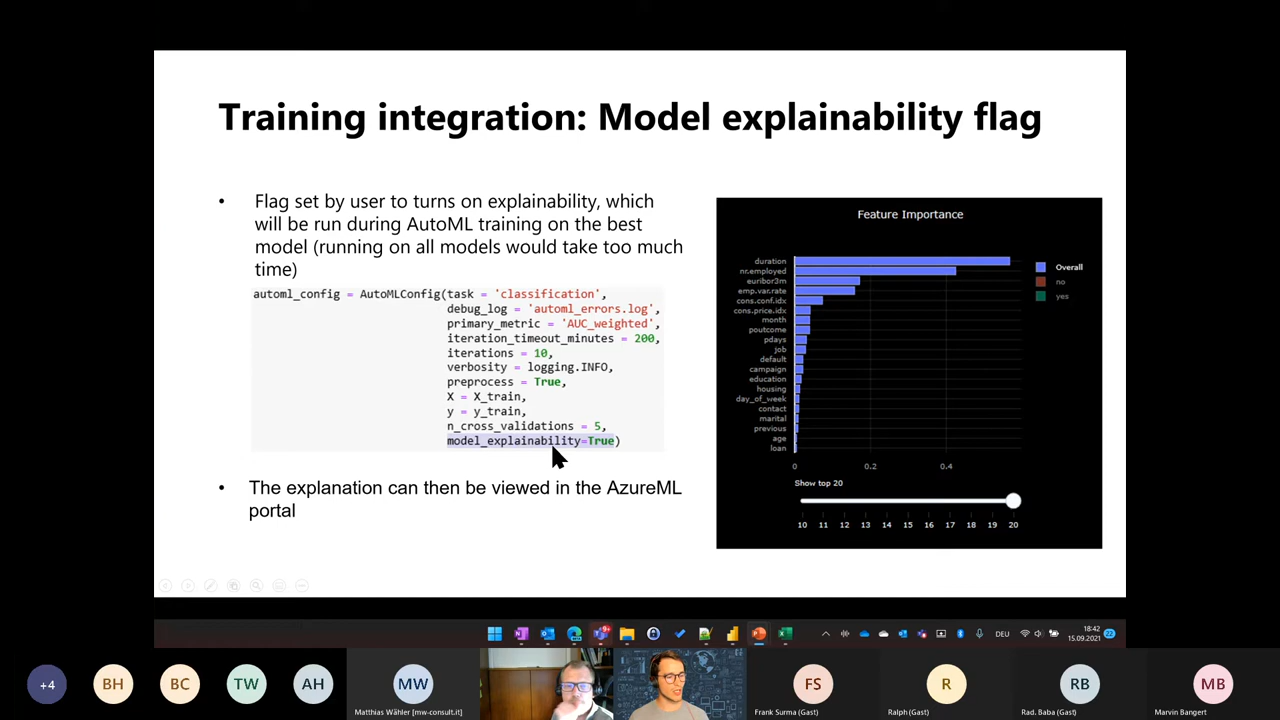 Training integration: Model explainability flag
• Flag set by user to turns on explainability, which
will be run during AutoML training on the best
model (running on all models would take too much
time)
automl_config = AutoMLConfig(task = 'classification',
debug_log = 'automl_errors.log',
primary_metric = 'AUC_weighted',
iteration_timeout_minutes = 200,
iterations = 10,
verbosity = logging.INFO,
preprocess = True,
X = X_train,
y = y_train,
n_cross_validations = 5,
model_explainability=True)
• The explanation can then be viewed in the AzureML
portal
Feature Importance
duration
nr.employed
euribor3m
emp.var.rate
cons.conf.idx
cons.price.idx
month
poutcome
pdays
job
default
campaign
education
housing
day_of_week
contact
marital
previous
age
loan
0 0.2 0.4
Overall
no
yes
Show top 20
10 11 12 13 14 15 16 17 18 19 20
DEU
18:42
15.09.2021
22
9+
+4
BH
BC
TW
AH
MW
Matthias Wähler [mw-consult.it]
FS
Frank Surma (Gast)
R
Ralph (Gast)
RB
Rad. Baba (Gast)
MB
Marvin Bangert